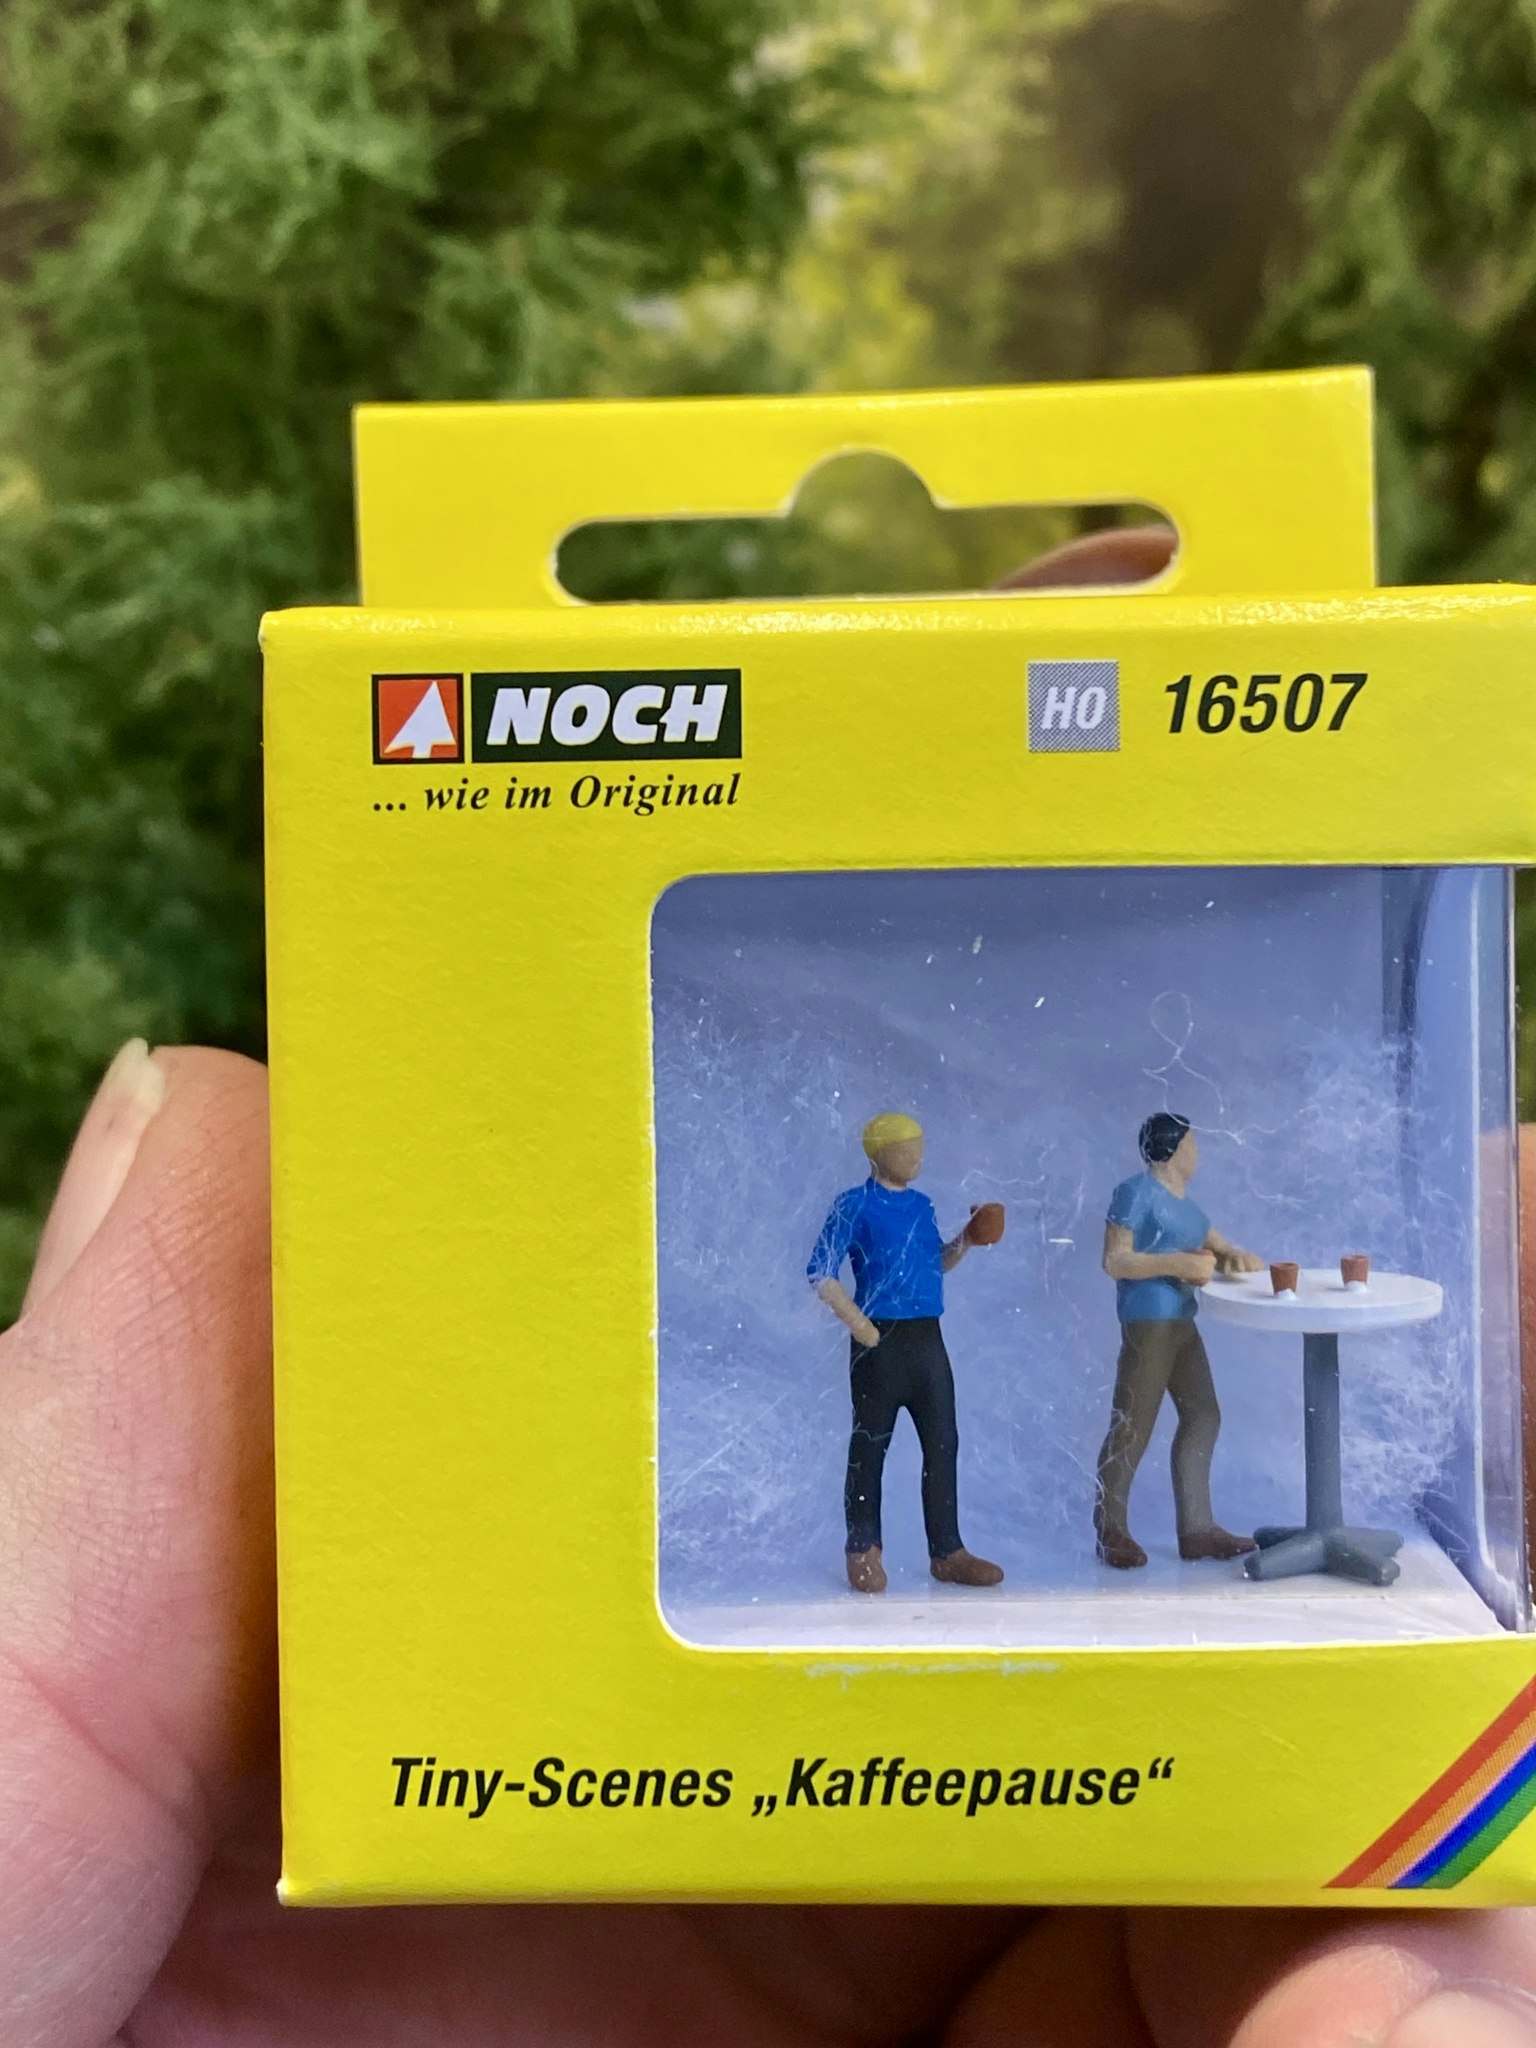 NOCH
... wie im Original
H0 16507
Tiny-Scenes „Kaffeepause“